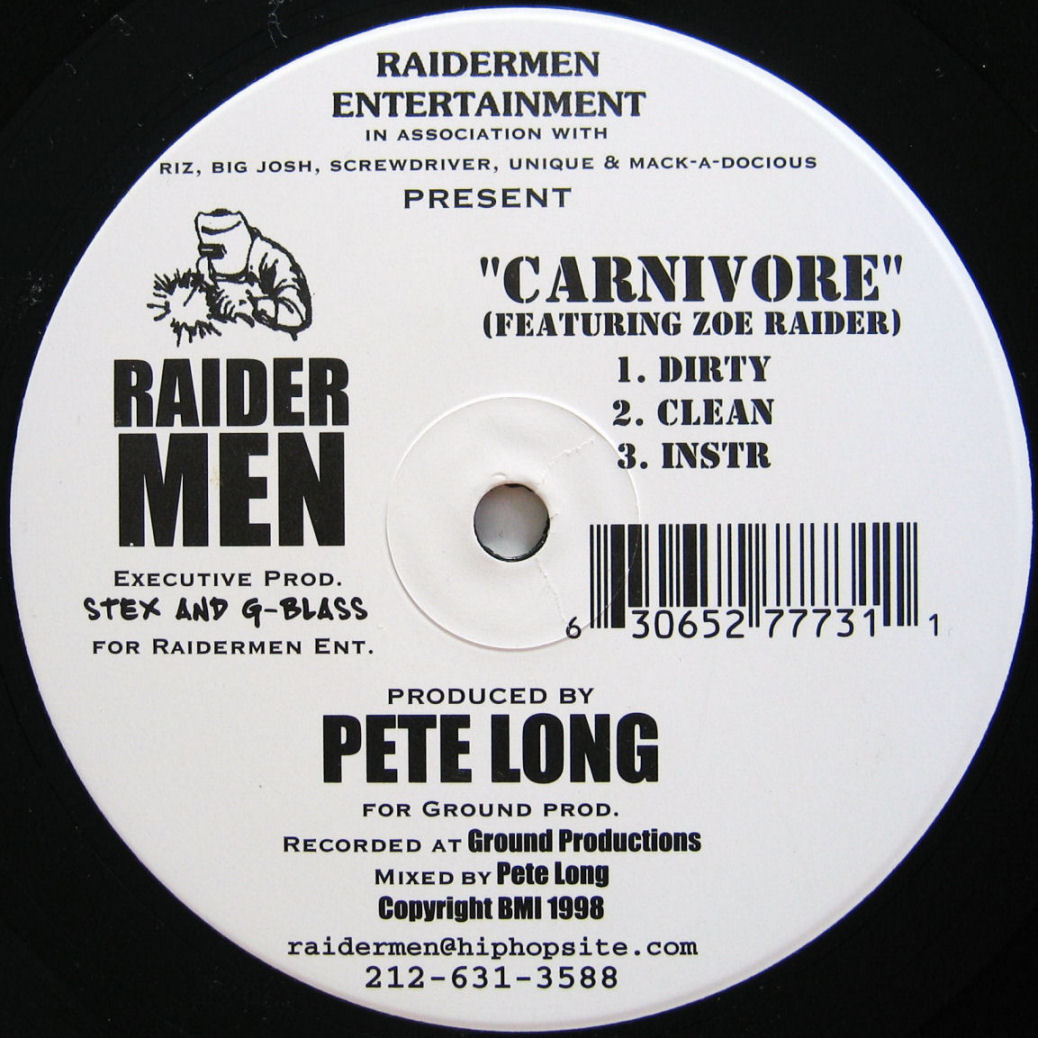 RAIDERMEN
ENTERTAINMENT
IN ASSOCIATION WITH
RIZ, BIG JOSH, SCREWDRIVER, UNIQUE & MACK-A-DOCIOUS
PRESENT
"CARNIVORE"
(FEATURING ZOE RAIDER)
1. DIRTY
2. CLEAN
3. INSTR
RAIDER
MEN
EXECUTIVE PROD.
STEX AND G-BLASS
FOR RAIDERMEN ENT.
6 30652 77731 1
PRODUCED BY
PETE LONG
FOR GROUND PROD.
RECORDED AT Ground Productions
MIXED BY Pete Long
Copyright BMI 1998
raidermen@hiphopsite.com
212-631-3588